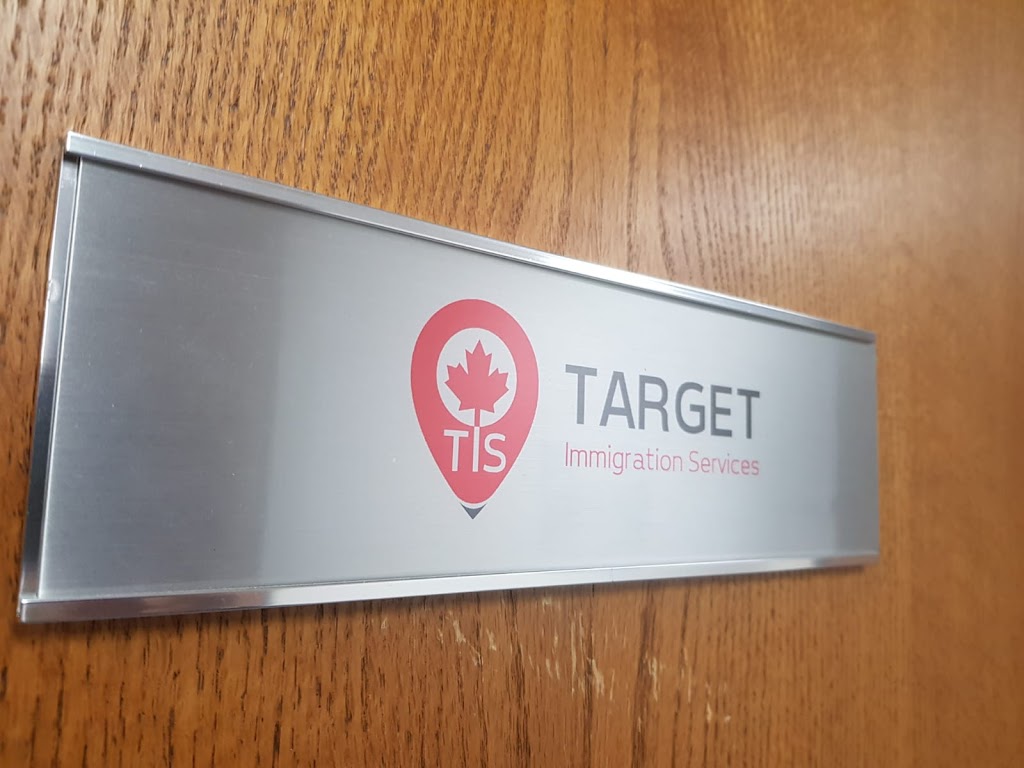 TIS
TARGET
Immigration Services